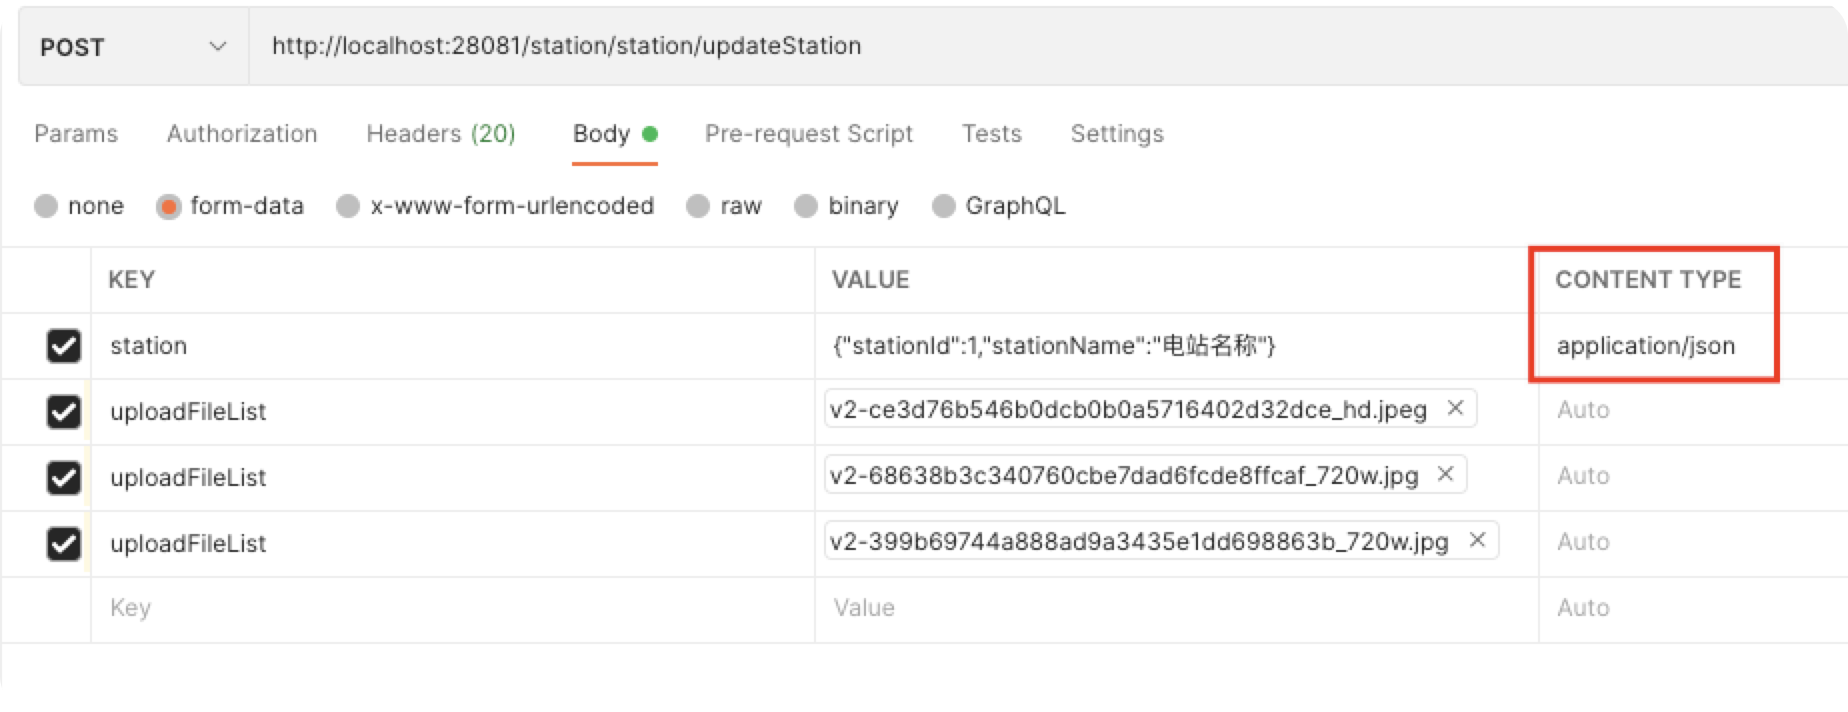 POST http://localhost:28081/station/station/updateStation
Params Authorization Headers (20) Body Pre-request Script Tests Settings
none form-data x-www-form-urlencoded raw binary GraphQL
KEY VALUE CONTENT TYPE
station {"stationId":1,"stationName":"电站名称"} application/json
uploadFileList v2-ce3d76b546b0dcb0b0a5716402d32dce_hd.jpeg Auto
uploadFileList v2-68638b3c340760cbe7dad6fcde8ffcaf_720w.jpg Auto
uploadFileList v2-399b69744a888ad9a3435e1dd698863b_720w.jpg Auto
Key Value Auto